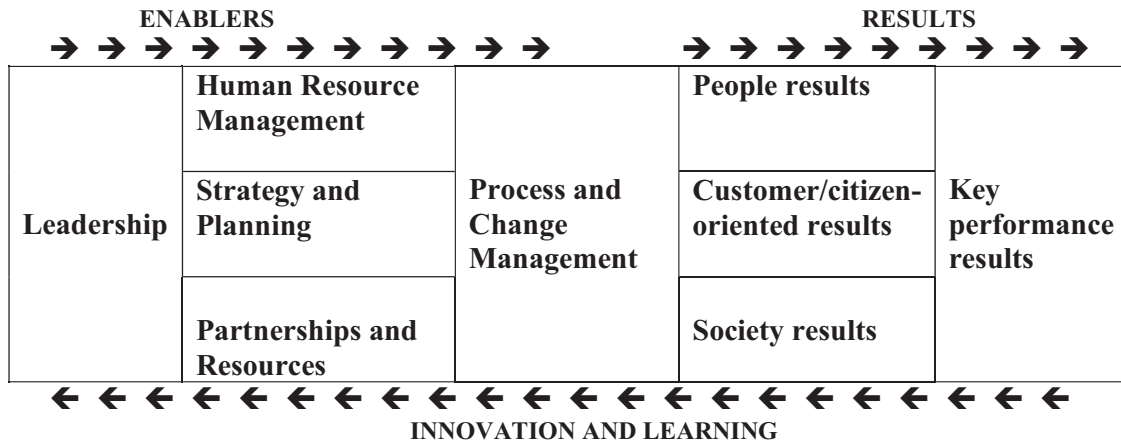 ENABLERS
RESULTS
→ → → → → → → → → → →
→ → → → → → → → → →
Leadership
Human Resource
Management
Strategy and
Planning
Partnerships and
Resources
Process and
Change
Management
People results
Customer/citizen-
oriented results
Society results
Key
performance
results
← ← ← ← ← ← ← ← ← ← ← ← ← ← ← ← ← ← ← ← ← ←
INNOVATION AND LEARNING